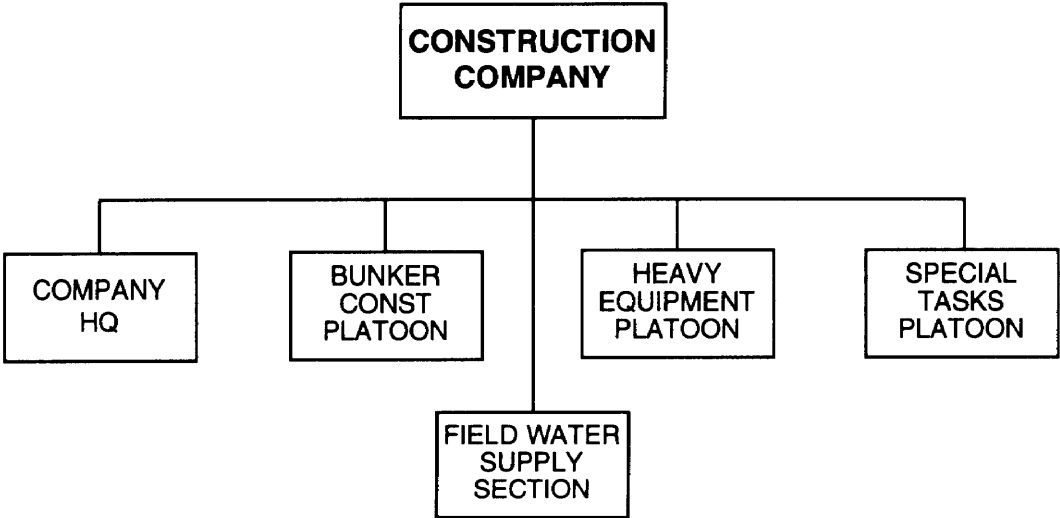 CONSTRUCTION
COMPANY
COMPANY
HQ
BUNKER
CONST
PLATOON
HEAVY
EQUIPMENT
PLATOON
SPECIAL
TASKS
PLATOON
FIELD WATER
SUPPLY
SECTION